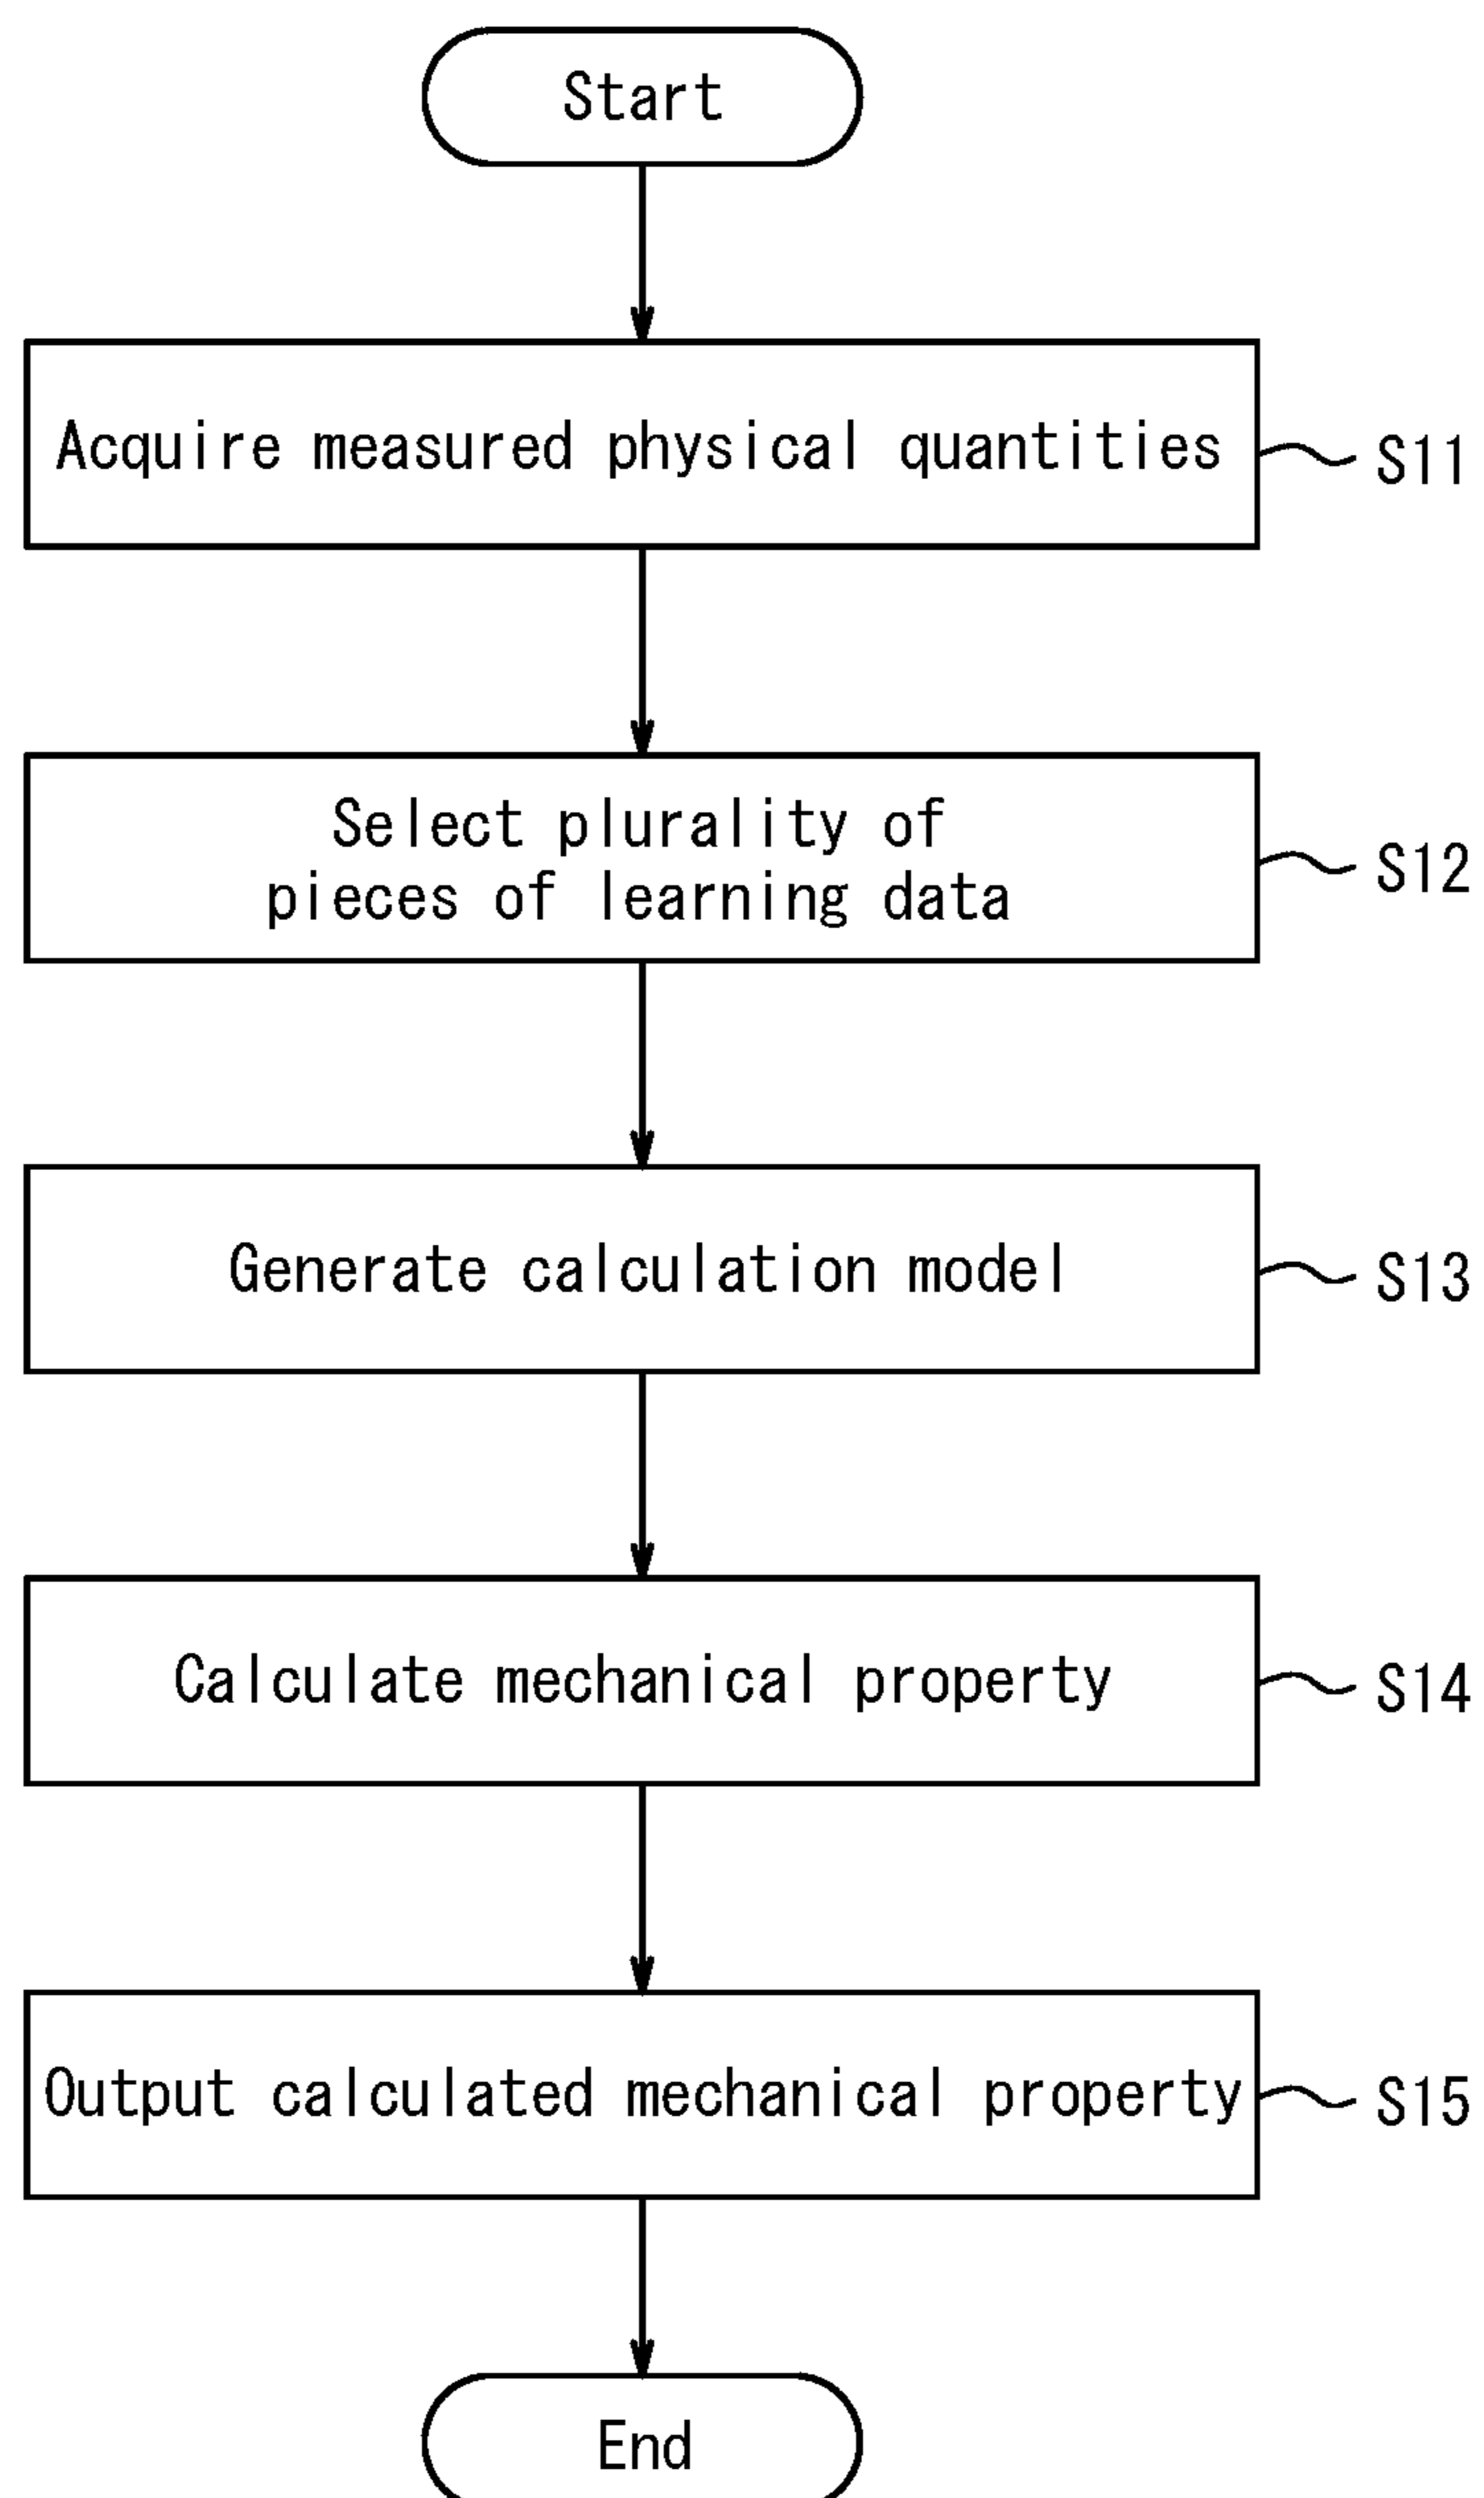 Start
Acquire measured physical quantities
S11
Select plurality of
pieces of learning data
S12
Generate calculation model
S13
Calculate mechanical property
S14
Output calculated mechanical property
S15
End